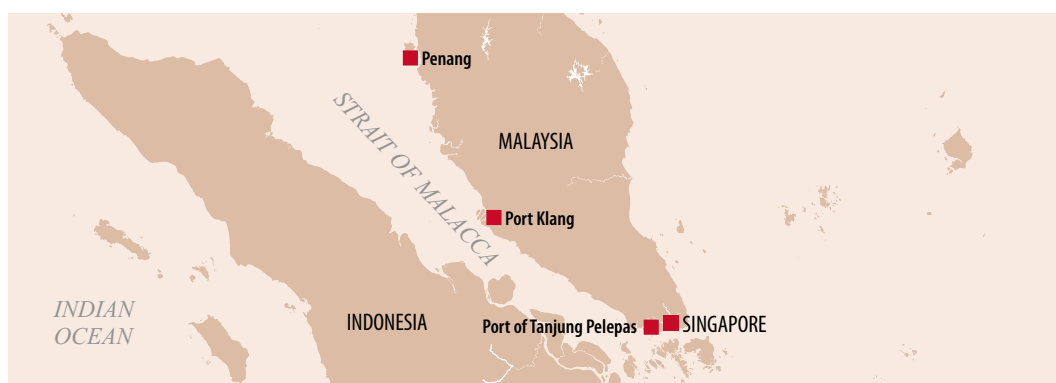 Penang
STRAIT OF MALACCA
MALAYSIA
Port Klang
INDIAN
OCEAN
INDONESIA
Port of Tanjung Pelepas
SINGAPORE